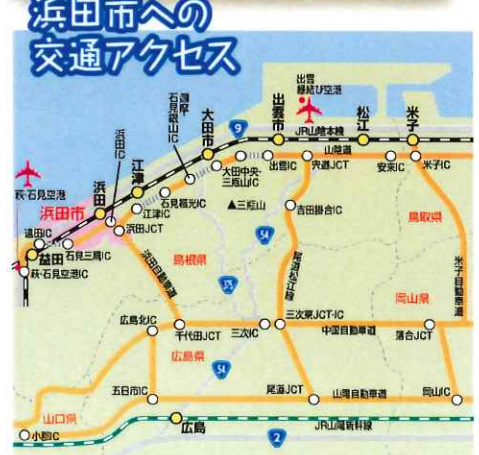 浜田市への
交通アクセス
出雲
縁結び空港
9
JR山陰本線
出雲市
松江
米子
山陰道
大田市
江津
浜田
浜田IC
石見銀山IC
萩・石見空港
浜田市
大田中央・
三瓶山IC
出雲IC
宍道JCT
安来IC
米子IC
石見福光IC
江津IC
浜田JCT
▲三瓶山
吉田掛合IC
鳥取県
遠田IC
益田
石見三隅IC
萩・石見空港IC
浜田自動車道
島根県
54
375
尾道松江線
米子自動車道
岡山県
広島北IC
千代田JCT
三次IC
三次東JCT・IC
中国自動車道
落合JCT
広島県
54
五日市IC
尾道JCT
山陽自動車道
岡山IC
山口県
小郡IC
広島
2
JR山陽新幹線